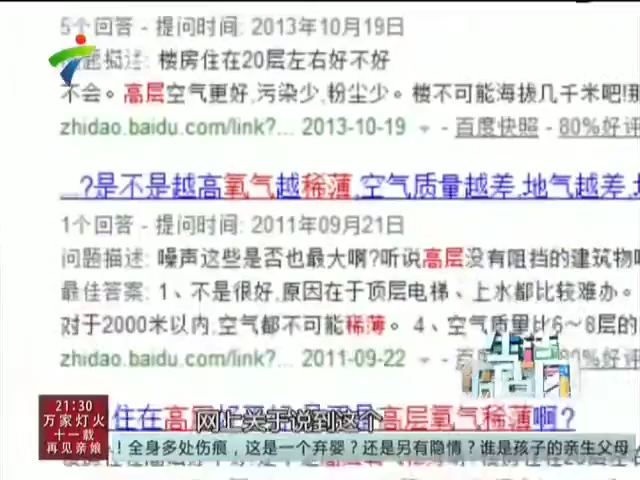 5个回答 - 提问时间: 2013年10月19日
问题描述: 楼房住在20层左右好不好
不会。高层空气更好,污染少,粉尘少。楼不可能海拔几千米吧!那
zhidao.baidu.com/link?... 2013-10-19 - 百度快照 - 80%好评
...?是不是越高氧气越稀薄,空气质量越差,地气越差,
1个回答 - 提问时间: 2011年09月21日
问题描述: 噪声这些是否也最大啊?听说高层没有阻挡的建筑物
最佳答案: 1、不是很好,原因在于顶层电梯、上水都比较难办。
对于2000米以内,空气都不可能稀薄。 4、空气质量比6~8层的
zhidao.baidu.com/link?... 2011-09-22 - 80%好评
住在高 高层氧气稀薄啊?
网上关于说到这个
21:30
万家灯火
十一载
再见亲娘
!全身多处伤痕，这是一个弃婴？还是另有隐情？谁是孩子的亲生父母